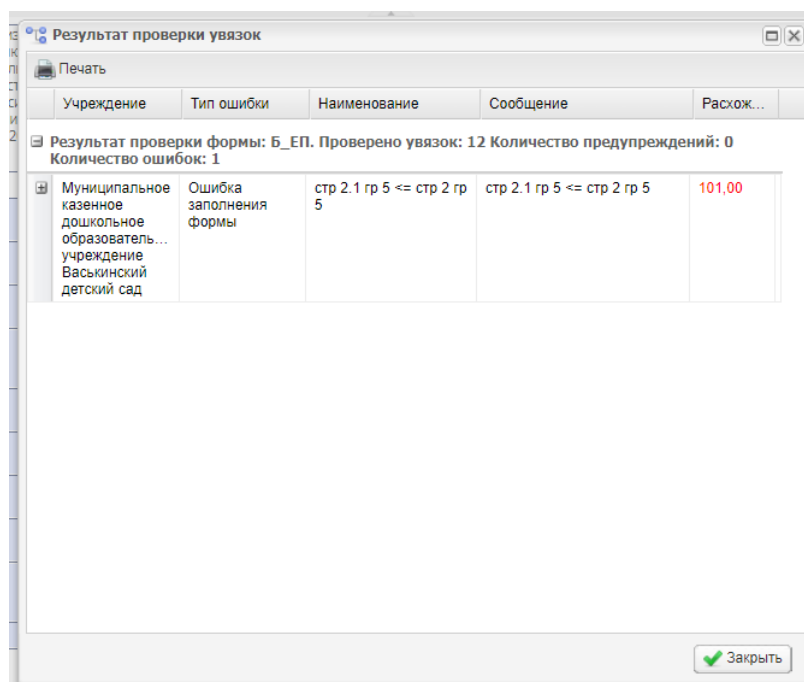 Результат проверки увязок
Печать
Учреждение Тип ошибки Наименование Сообщение Расхож...
Результат проверки формы: Б_ЕП. Проверено увязок: 12 Количество предупреждений: 0
Количество ошибок: 1
Муниципальное казенное дошкольное образователь... учреждение Васькинский детский сад
Ошибка заполнения формы
стр 2.1 гр 5 <= стр 2 гр 5
стр 2.1 гр 5 <= стр 2 гр 5
101,00
Закрыть